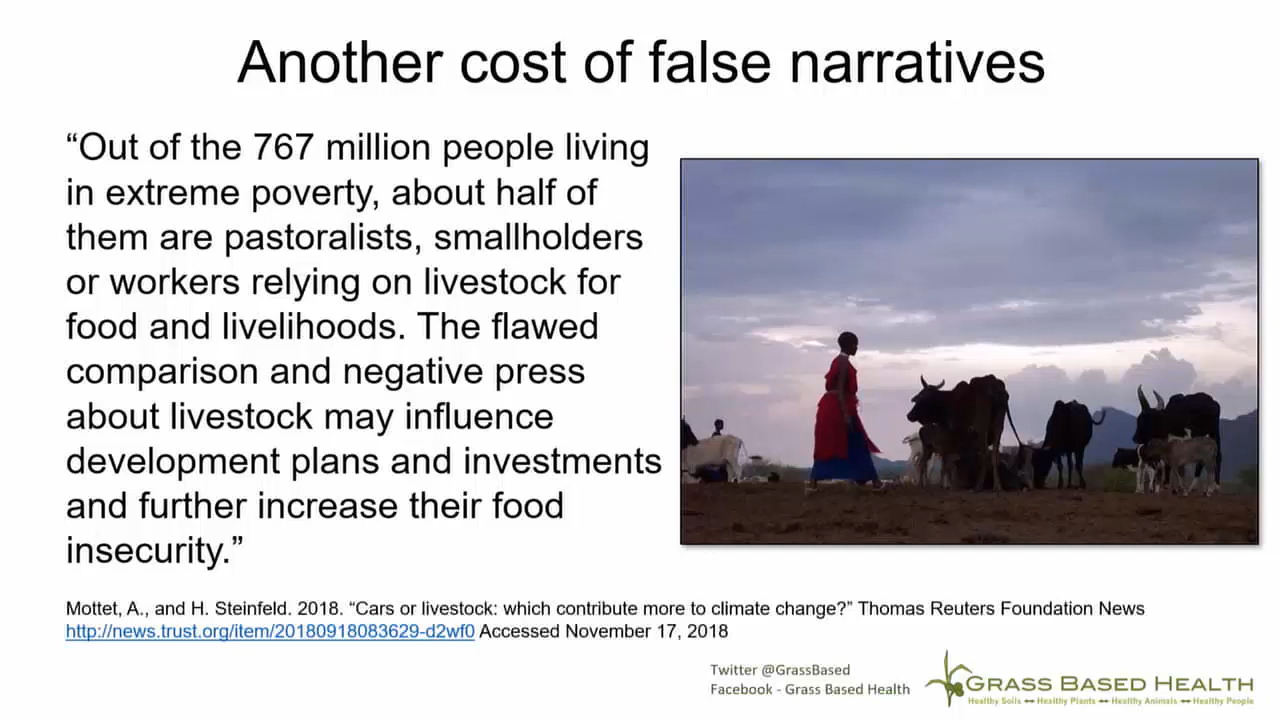 Another cost of false narratives
“Out of the 767 million people living
in extreme poverty, about half of
them are pastoralists, smallholders
or workers relying on livestock for
food and livelihoods. The flawed
comparison and negative press
about livestock may influence
development plans and investments
and further increase their food
insecurity.”
Mottet, A., and H. Steinfeld. 2018. “Cars or livestock: which contribute more to climate change?” Thomas Reuters Foundation News
http://news.trust.org/item/20180918083629-d2wf0 Accessed November 17, 2018
Twitter @GrassBased
Facebook - Grass Based Health
GRASS BASED HEALTH
Healthy Soils ↔ Healthy Plants ↔ Healthy Animals ↔ Healthy People